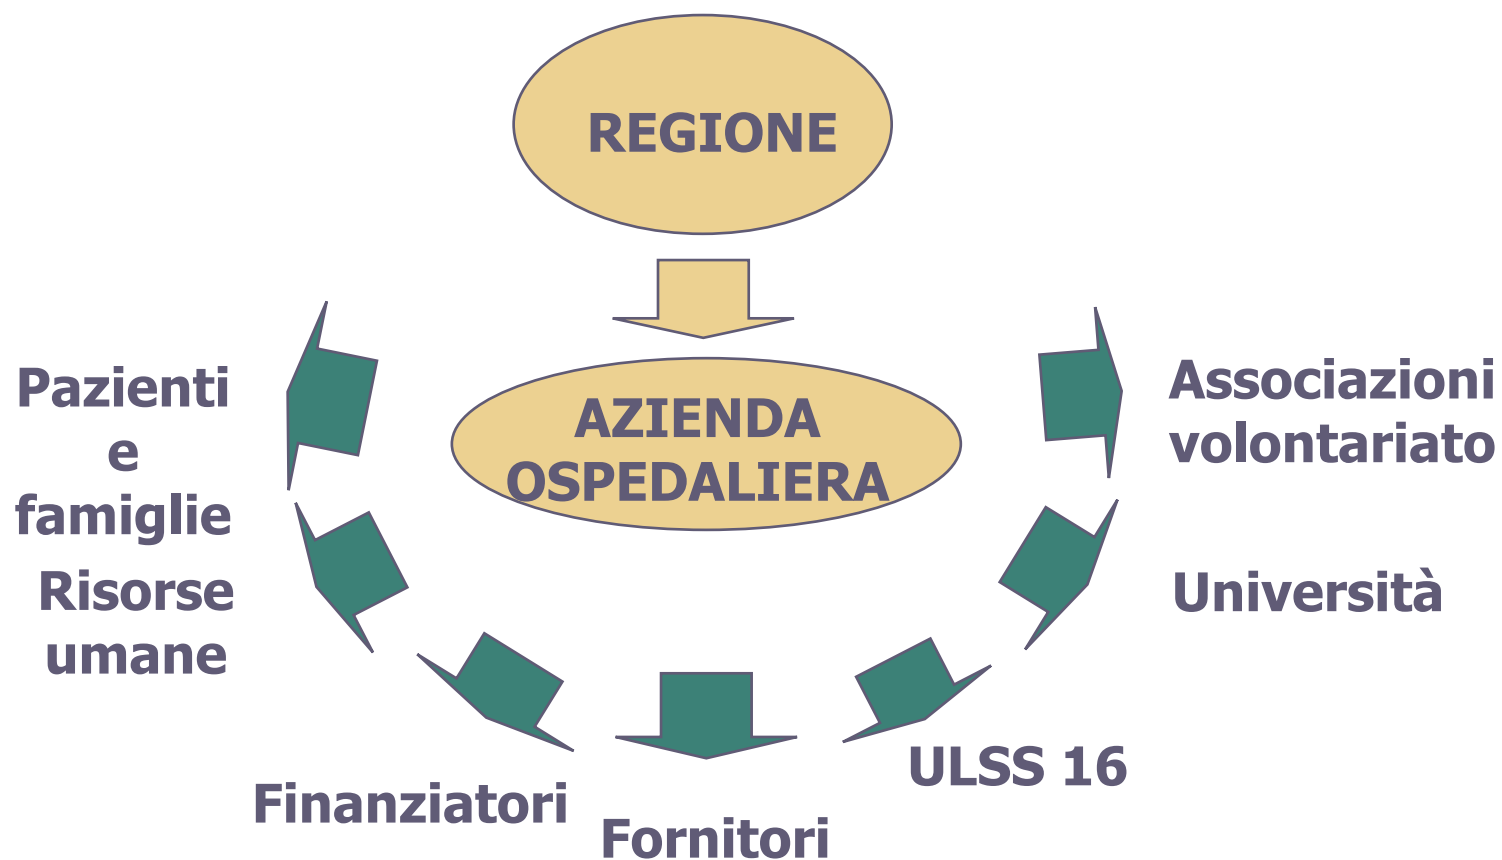 REGIONE
AZIENDA
OSPEDALIERA
Pazienti
e
famiglie
Risorse
umane
Finanziatori
Fornitori
ULSS 16
Università
Associazioni
volontariato